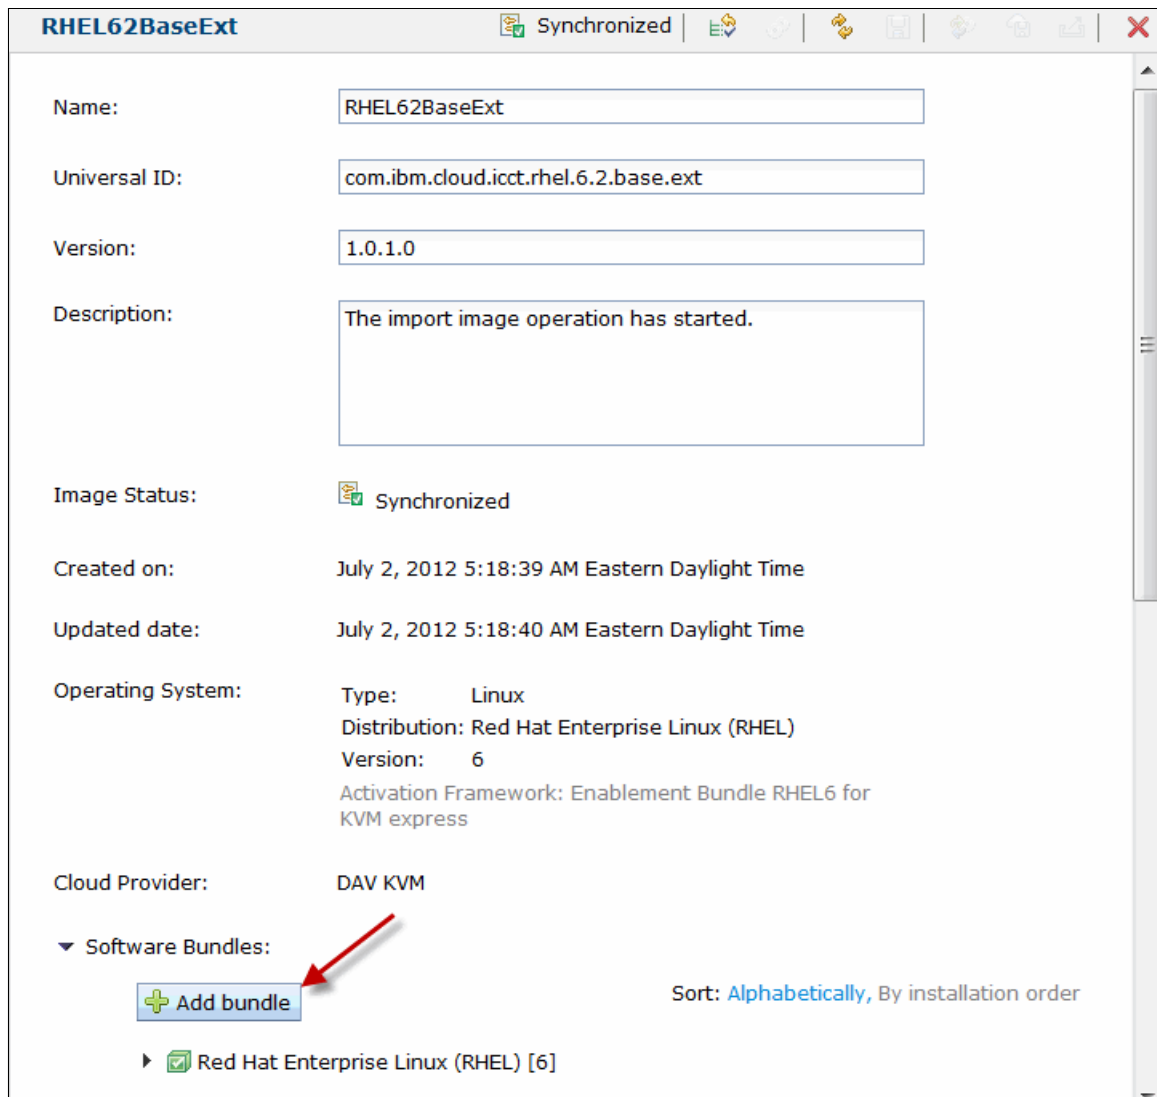 RHEL62BaseExt Synchronized
Name: RHEL62BaseExt
Universal ID: com.ibm.cloud.icct.rhel.6.2.base.ext
Version: 1.0.1.0
Description: The import image operation has started.
Image Status: Synchronized
Created on: July 2, 2012 5:18:39 AM Eastern Daylight Time
Updated date: July 2, 2012 5:18:40 AM Eastern Daylight Time
Operating System: Type: Linux
Distribution: Red Hat Enterprise Linux (RHEL)
Version: 6
Activation Framework: Enablement Bundle RHEL6 for
KVM express
Cloud Provider: DAV KVM
Software Bundles:
Add bundle Sort: Alphabetically, By installation order
Red Hat Enterprise Linux (RHEL) [6]